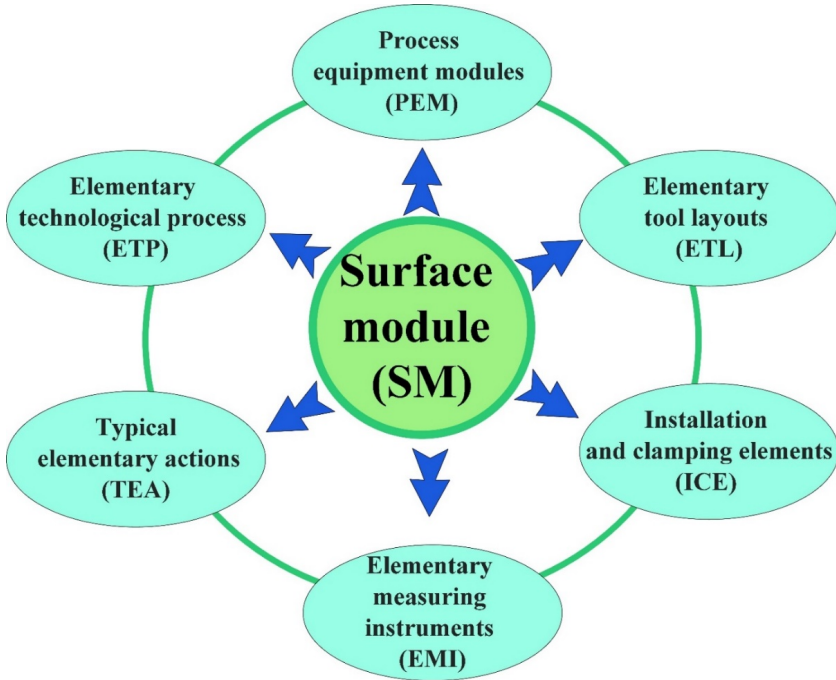 Process
equipment modules
(PEM)
Elementary
technological process
(ETP)
Elementary
tool layouts
(ETL)
Surface
module
(SM)
Typical
elementary actions
(TEA)
Installation
and clamping elements
(ICE)
Elementary
measuring
instruments
(EMI)